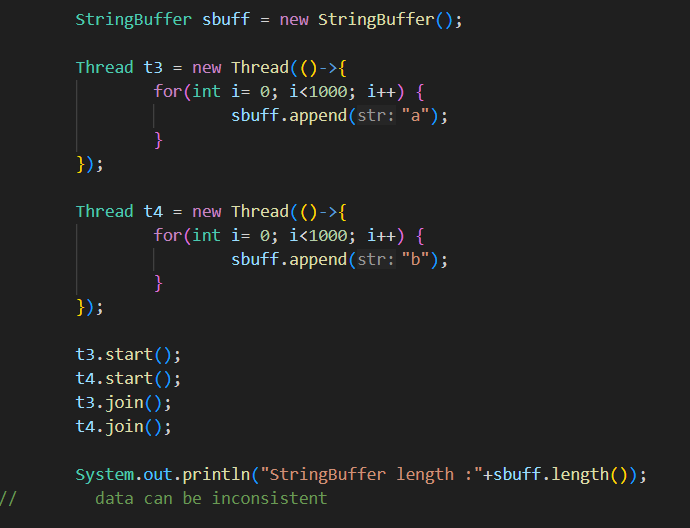 StringBuffer sbuff = new StringBuffer();
Thread t3 = new Thread(()->{
for(int i= 0; i<1000; i++) {
sbuff.append(str: "a");
}
});
Thread t4 = new Thread(()->{
for(int i= 0; i<1000; i++) {
sbuff.append(str: "b");
}
});
t3.start();
t4.start();
t3.join();
t4.join();
System.out.println("StringBuffer length :"+sbuff.length());
// data can be inconsistent